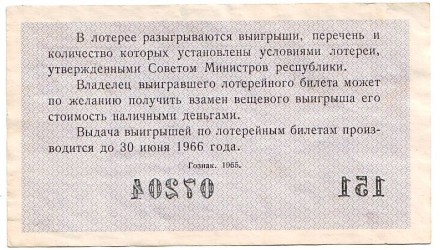 В лотерее разыгрываются выигрыши, перечень и
количество которых установлены условиями лотереи,
утвержденными Советом Министров республики.
Владелец выигравшего лотерейного билета может
по желанию получить взамен вещевого выигрыша его
стоимость наличными деньгами.
Выдача выигрышей по лотерейным билетам произ-
водится до 30 июня 1966 года.
Гознак. 1965.
07204 151